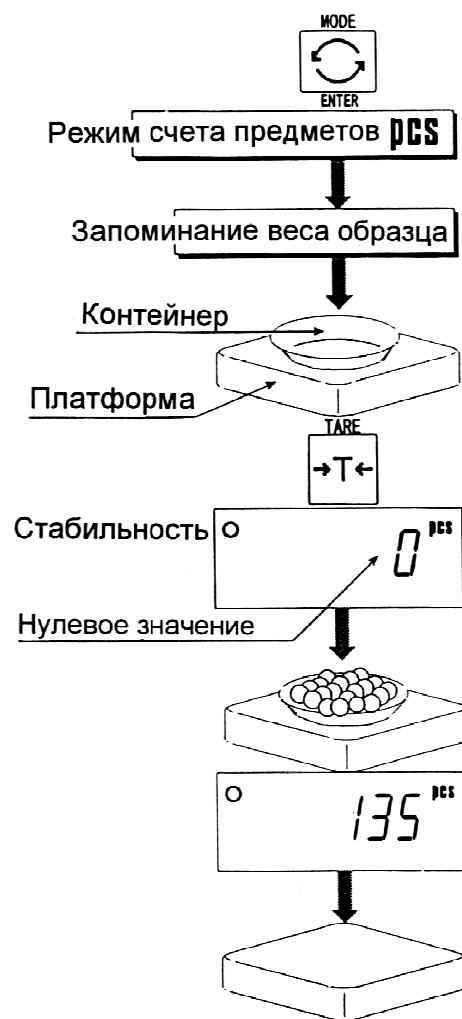 MODE
ENTER
Режим счета предметов pcs
Запоминание веса образца
Контейнер
Платформа
TARE
→T←
Стабильность
0 pcs
Нулевое значение
135 pcs